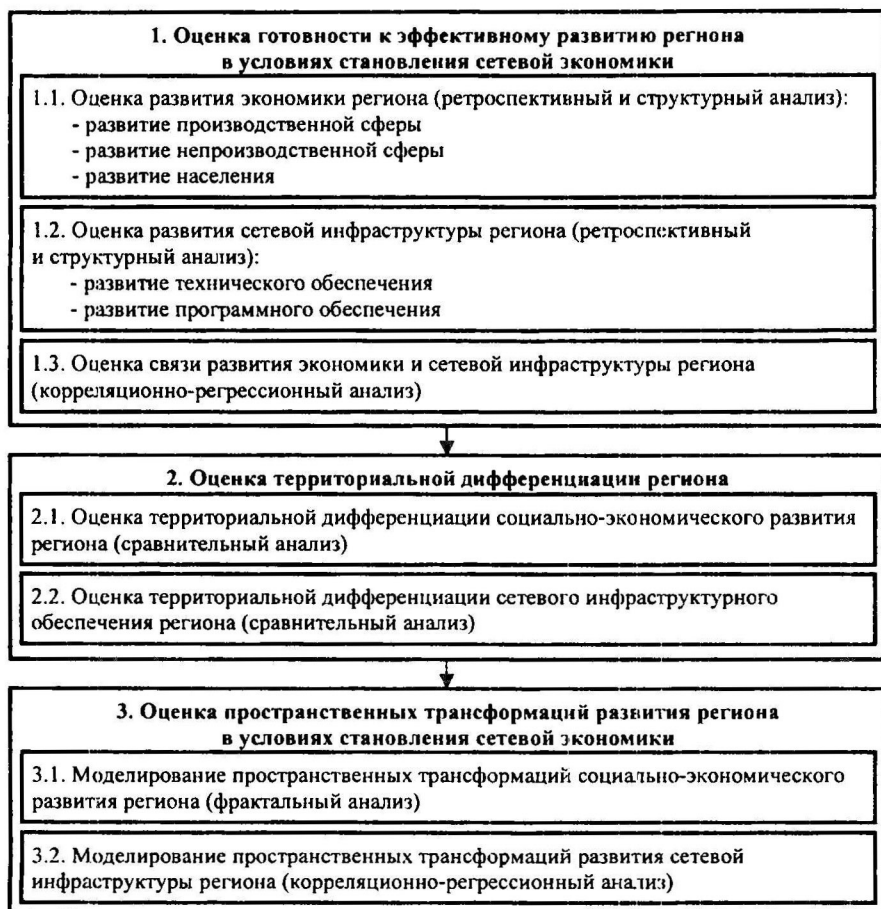 1. Оценка готовности к эффективному развитию региона
в условиях становления сетевой экономики
1.1. Оценка развития экономики региона (ретроспективный и структурный анализ):
- развитие производственной сферы
- развитие непроизводственной сферы
- развитие населения
1.2. Оценка развития сетевой инфраструктуры региона (ретроспективный
и структурный анализ):
- развитие технического обеспечения
- развитие программного обеспечения
1.3. Оценка связи развития экономики и сетевой инфраструктуры региона
(корреляционно-регрессионный анализ)
2. Оценка территориальной дифференциации региона
2.1. Оценка территориальной дифференциации социально-экономического развития
региона (сравнительный анализ)
2.2. Оценка территориальной дифференциации сетевого инфраструктурного
обеспечения региона (сравнительный анализ)
3. Оценка пространственных трансформаций развития региона
в условиях становления сетевой экономики
3.1. Моделирование пространственных трансформаций социально-экономического
развития региона (фрактальный анализ)
3.2. Моделирование пространственных трансформаций развития сетевой
инфраструктуры региона (корреляционно-регрессионный анализ)